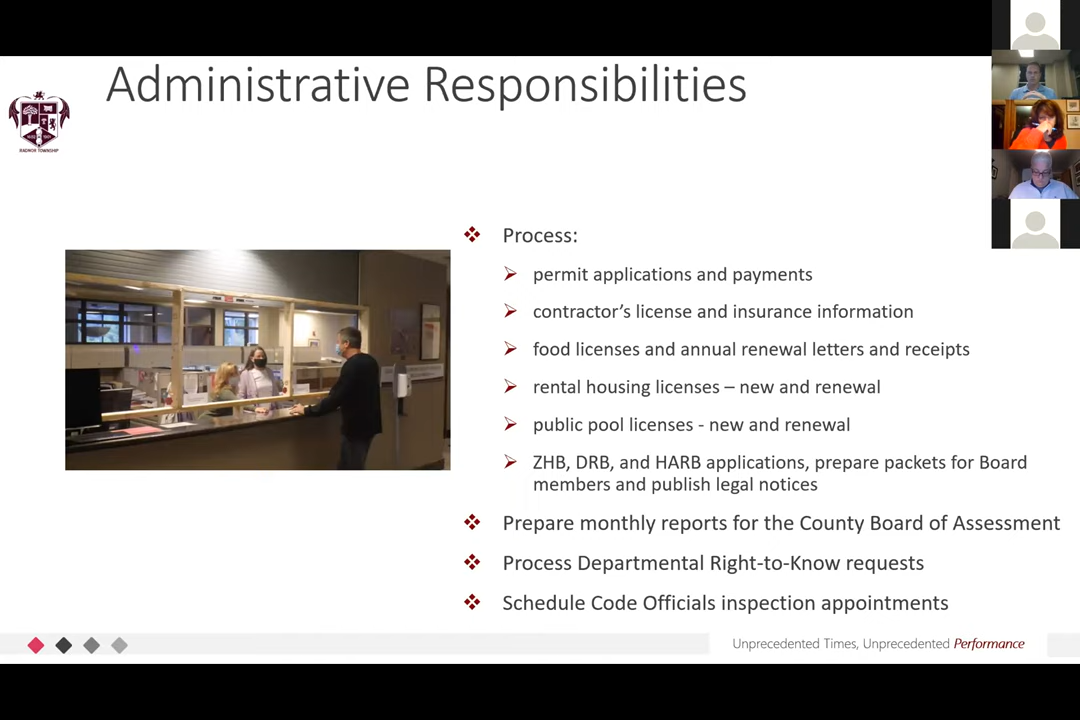 Administrative Responsibilities
RADNOR TOWNSHIP
Process:
permit applications and payments
contractor's license and insurance information
food licenses and annual renewal letters and receipts
rental housing licenses – new and renewal
public pool licenses - new and renewal
ZHB, DRB, and HARB applications, prepare packets for Board
members and publish legal notices
Prepare monthly reports for the County Board of Assessment
Process Departmental Right-to-Know requests
Schedule Code Officials inspection appointments
Unprecedented Times, Unprecedented Performance